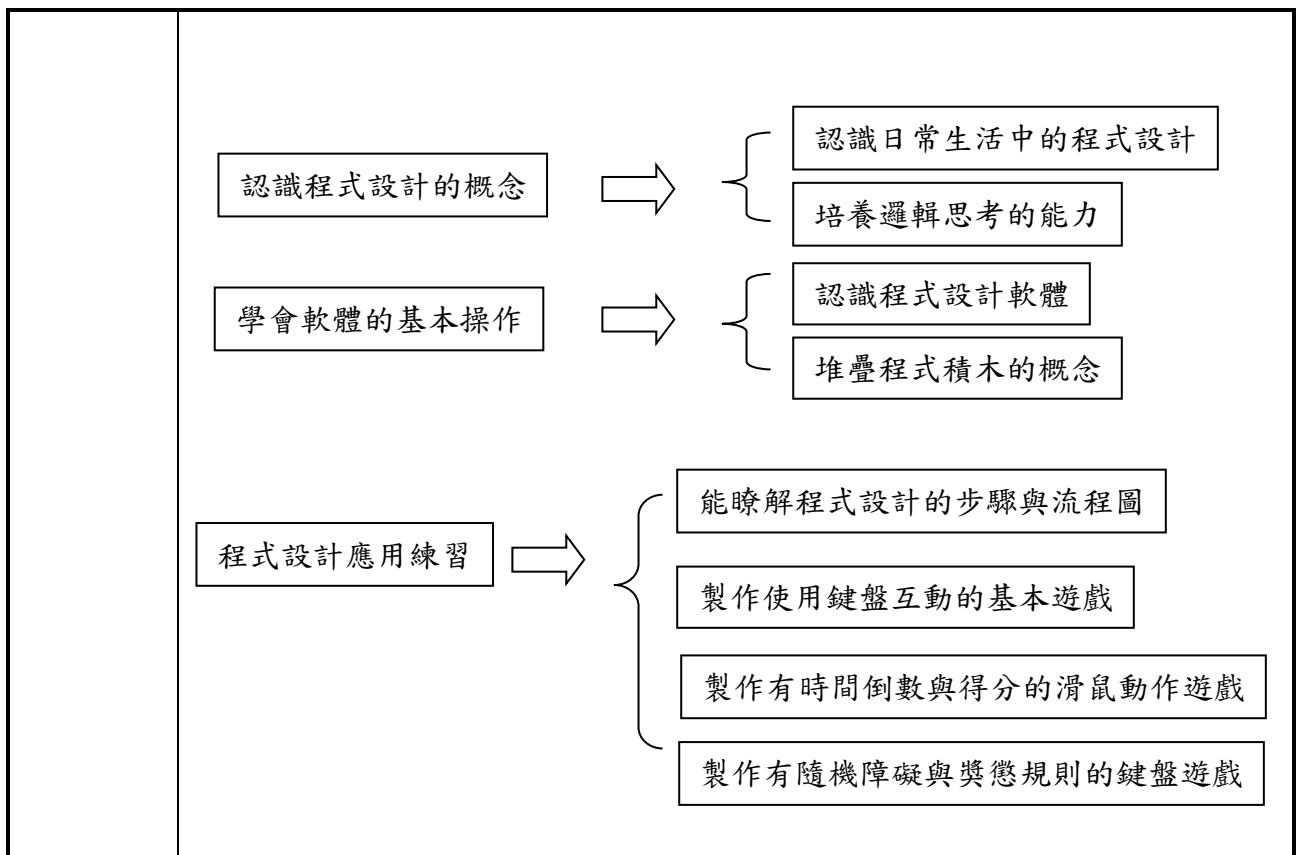 認識程式設計的概念
認識日常生活中的程式設計
培養邏輯思考的能力
學會軟體的基本操作
認識程式設計軟體
堆疊程式積木的概念
程式設計應用練習
能瞭解程式設計的步驟與流程圖
製作使用鍵盤互動的基本遊戲
製作有時間倒數與得分的滑鼠動作遊戲
製作有隨機障礙與獎懲規則的鍵盤遊戲